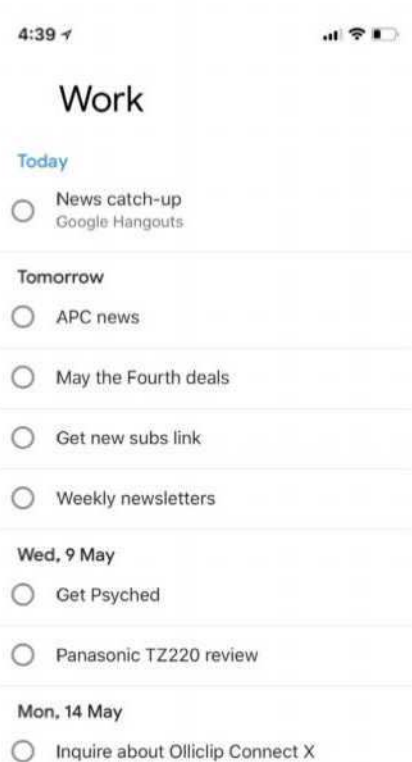 4:39
Work
Today
News catch-up
Google Hangouts
Tomorrow
APC news
May the Fourth deals
Get new subs link
Weekly newsletters
Wed, 9 May
Get Psyched
Panasonic TZ220 review
Mon, 14 May
Inquire about Olliclip Connect X